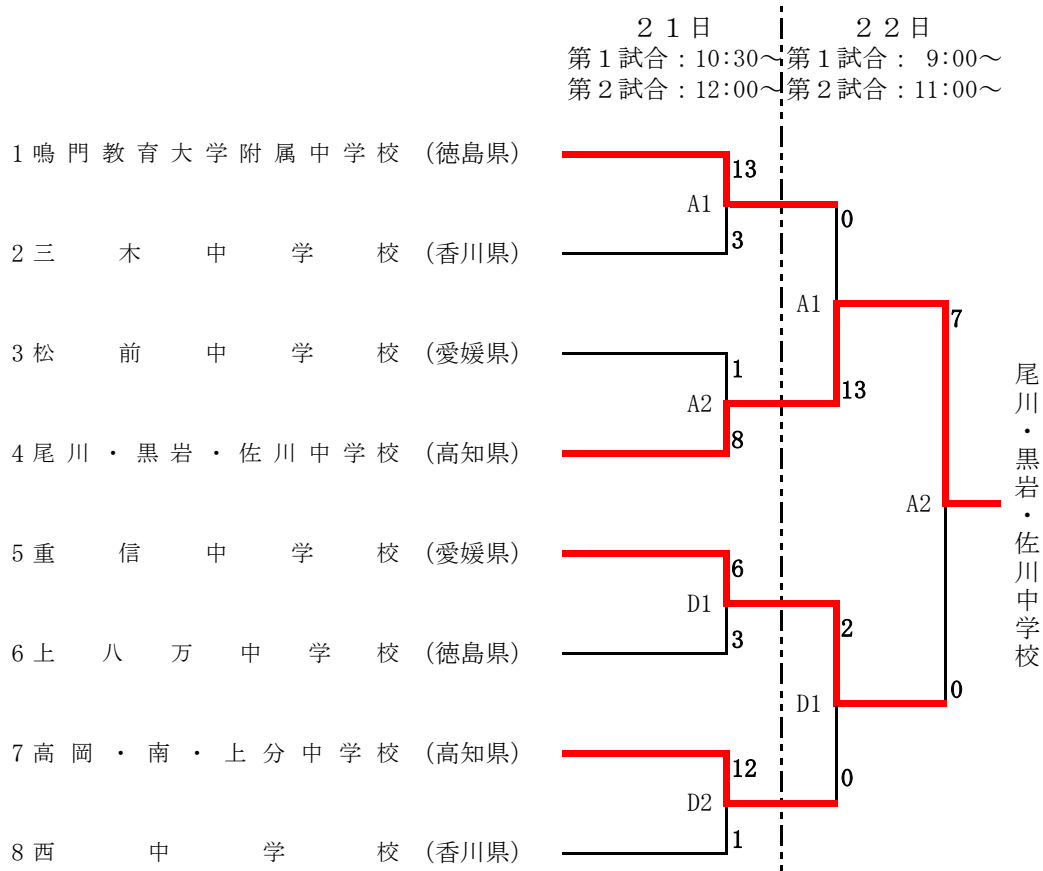 21日 22日
第1試合：10:30～ 第1試合： 9:00～
第2試合：12:00～ 第2試合：11:00～
1 鳴門教育大学附属中学校 (徳島県)
13
A1
0
3
2 三木中学校 (香川県)
A1
7
3 松前中学校 (愛媛県)
1
A2
13
8
4 尾川・黒岩・佐川中学校 (高知県)
A2
尾川・黒岩・佐川中学校
5 重信中学校 (愛媛県)
6
D1
2
3
6 上八万中学校 (徳島県)
0
D1
7 高岡・南・上分中学校 (高知県)
12
0
D2
1
8 西中学校 (香川県)